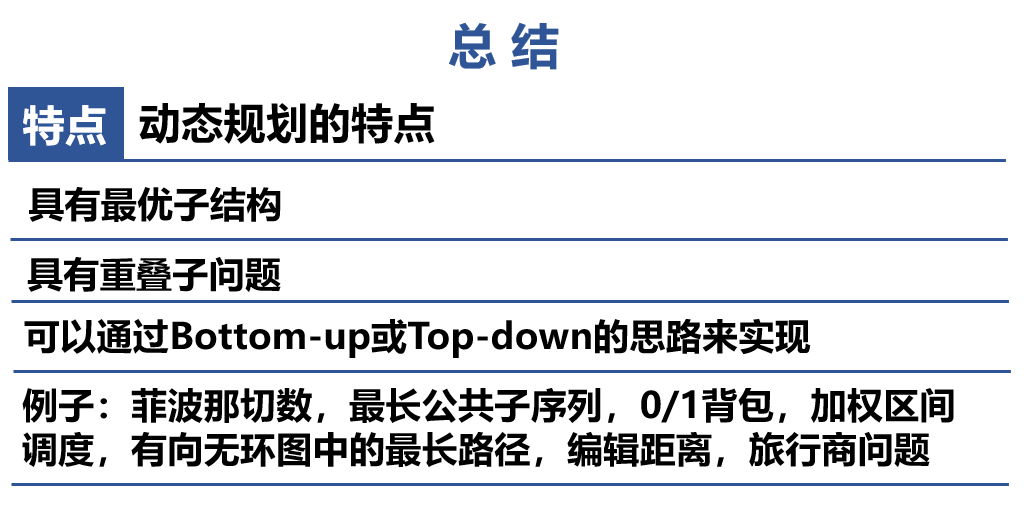 总 结
特点 动态规划的特点
具有最优子结构
具有重叠子问题
可以通过Bottom-up或Top-down的思路来实现
例子：菲波那切数，最长公共子序列，0/1背包，加权区间
调度，有向无环图中的最长路径，编辑距离，旅行商问题